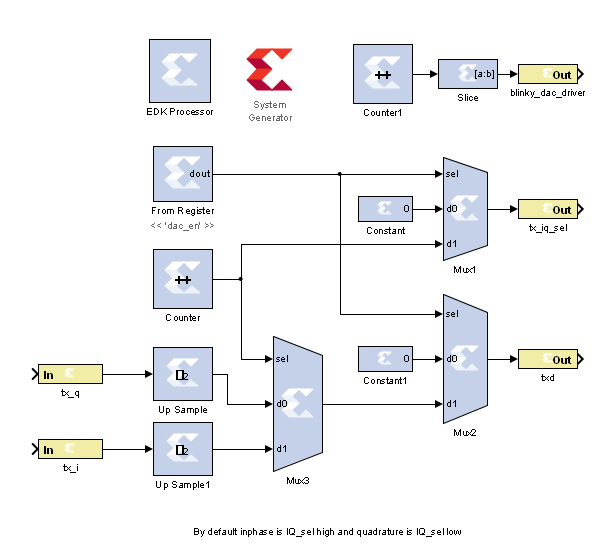 EDK Processor
System
Generator
++
Counter1
[a:b]
Slice
Out
blinky_dac_driver
dout
From Register
<< 'dac_en' >>
sel
d0
d1
Mux1
0
Constant
Out
tx_iq_sel
++
Counter
sel
d0
d1
Mux2
0
Constant1
Out
txd
In
tx_q
2
Up Sample
sel
d0
d1
Mux3
In
tx_i
2
Up Sample1
By default inphase is IQ_sel high and quadrature is IQ_sel low